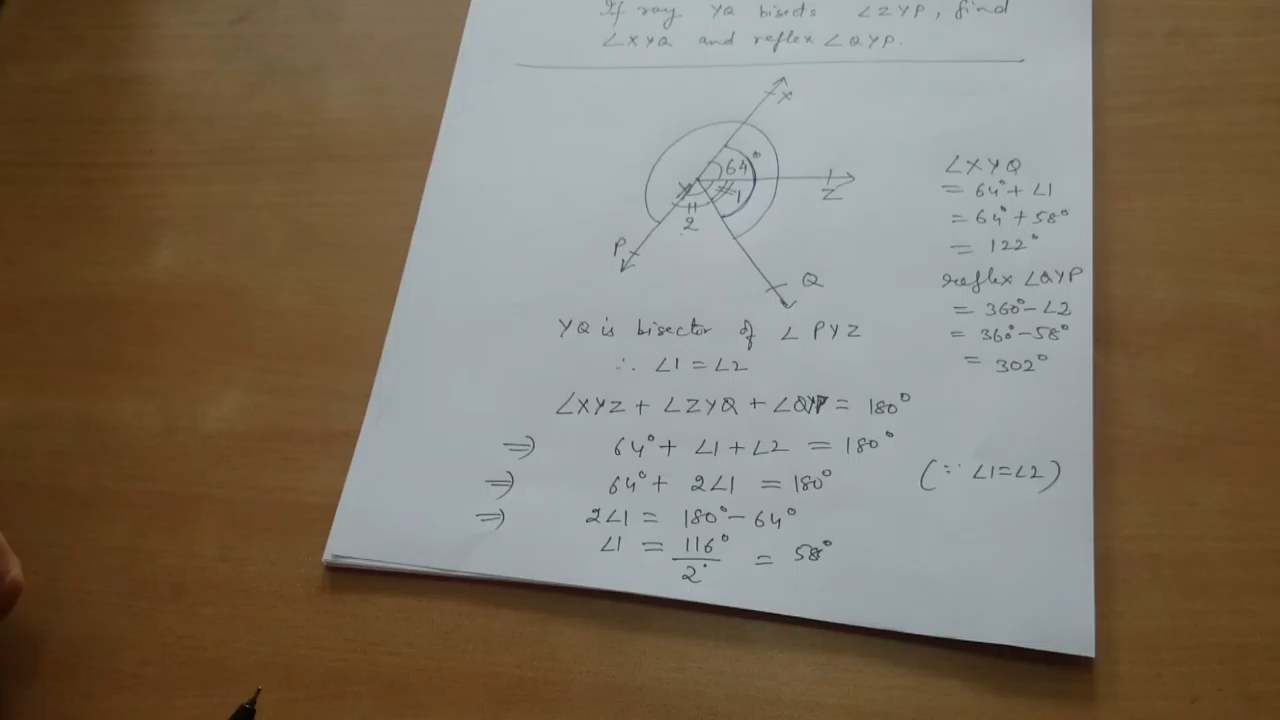 If ray YQ bisects ∠ZYP, find
∠XYQ and reflex ∠QYP.
X
64°
Z
Y
1
2
P
Q
YQ is bisector of ∠PYZ
∴ ∠1 = ∠2
∠XYZ + ∠ZYQ + ∠QYP = 180°
⇒ 64° + ∠1 + ∠2 = 180°
⇒ 64° + 2∠1 = 180° (∵ ∠1=∠2)
⇒ 2∠1 = 180° - 64°
∠1 = 116°/2 = 58°
∠XYQ
= 64° + ∠1
= 64° + 58°
= 122°
reflex ∠QYP
= 360° - ∠2
= 360° - 58°
= 302°